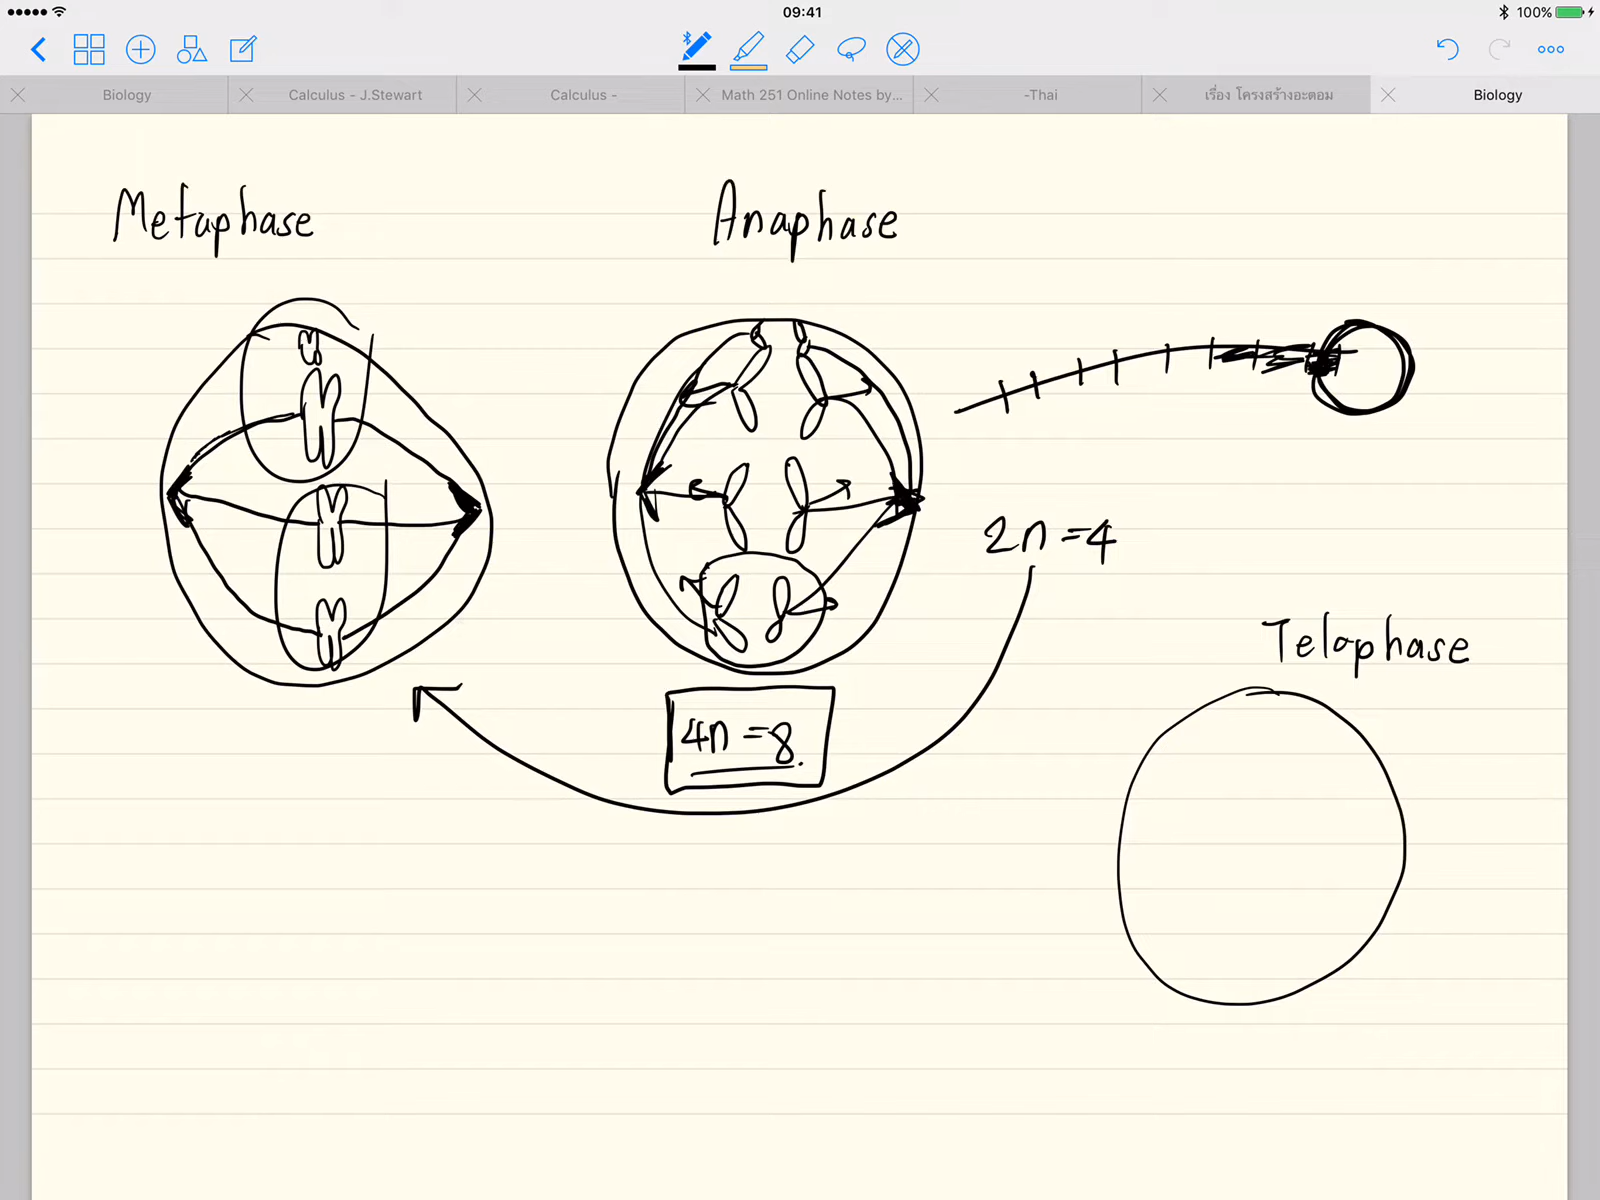 09:41
100%
Biology
Calculus - J.Stewart
Calculus -
Math 251 Online Notes by...
-Thai
เรื่อง โครงสร้างอะตอม
Biology
Metaphase
Anaphase
2n = 4
Telophase
4n = 8.